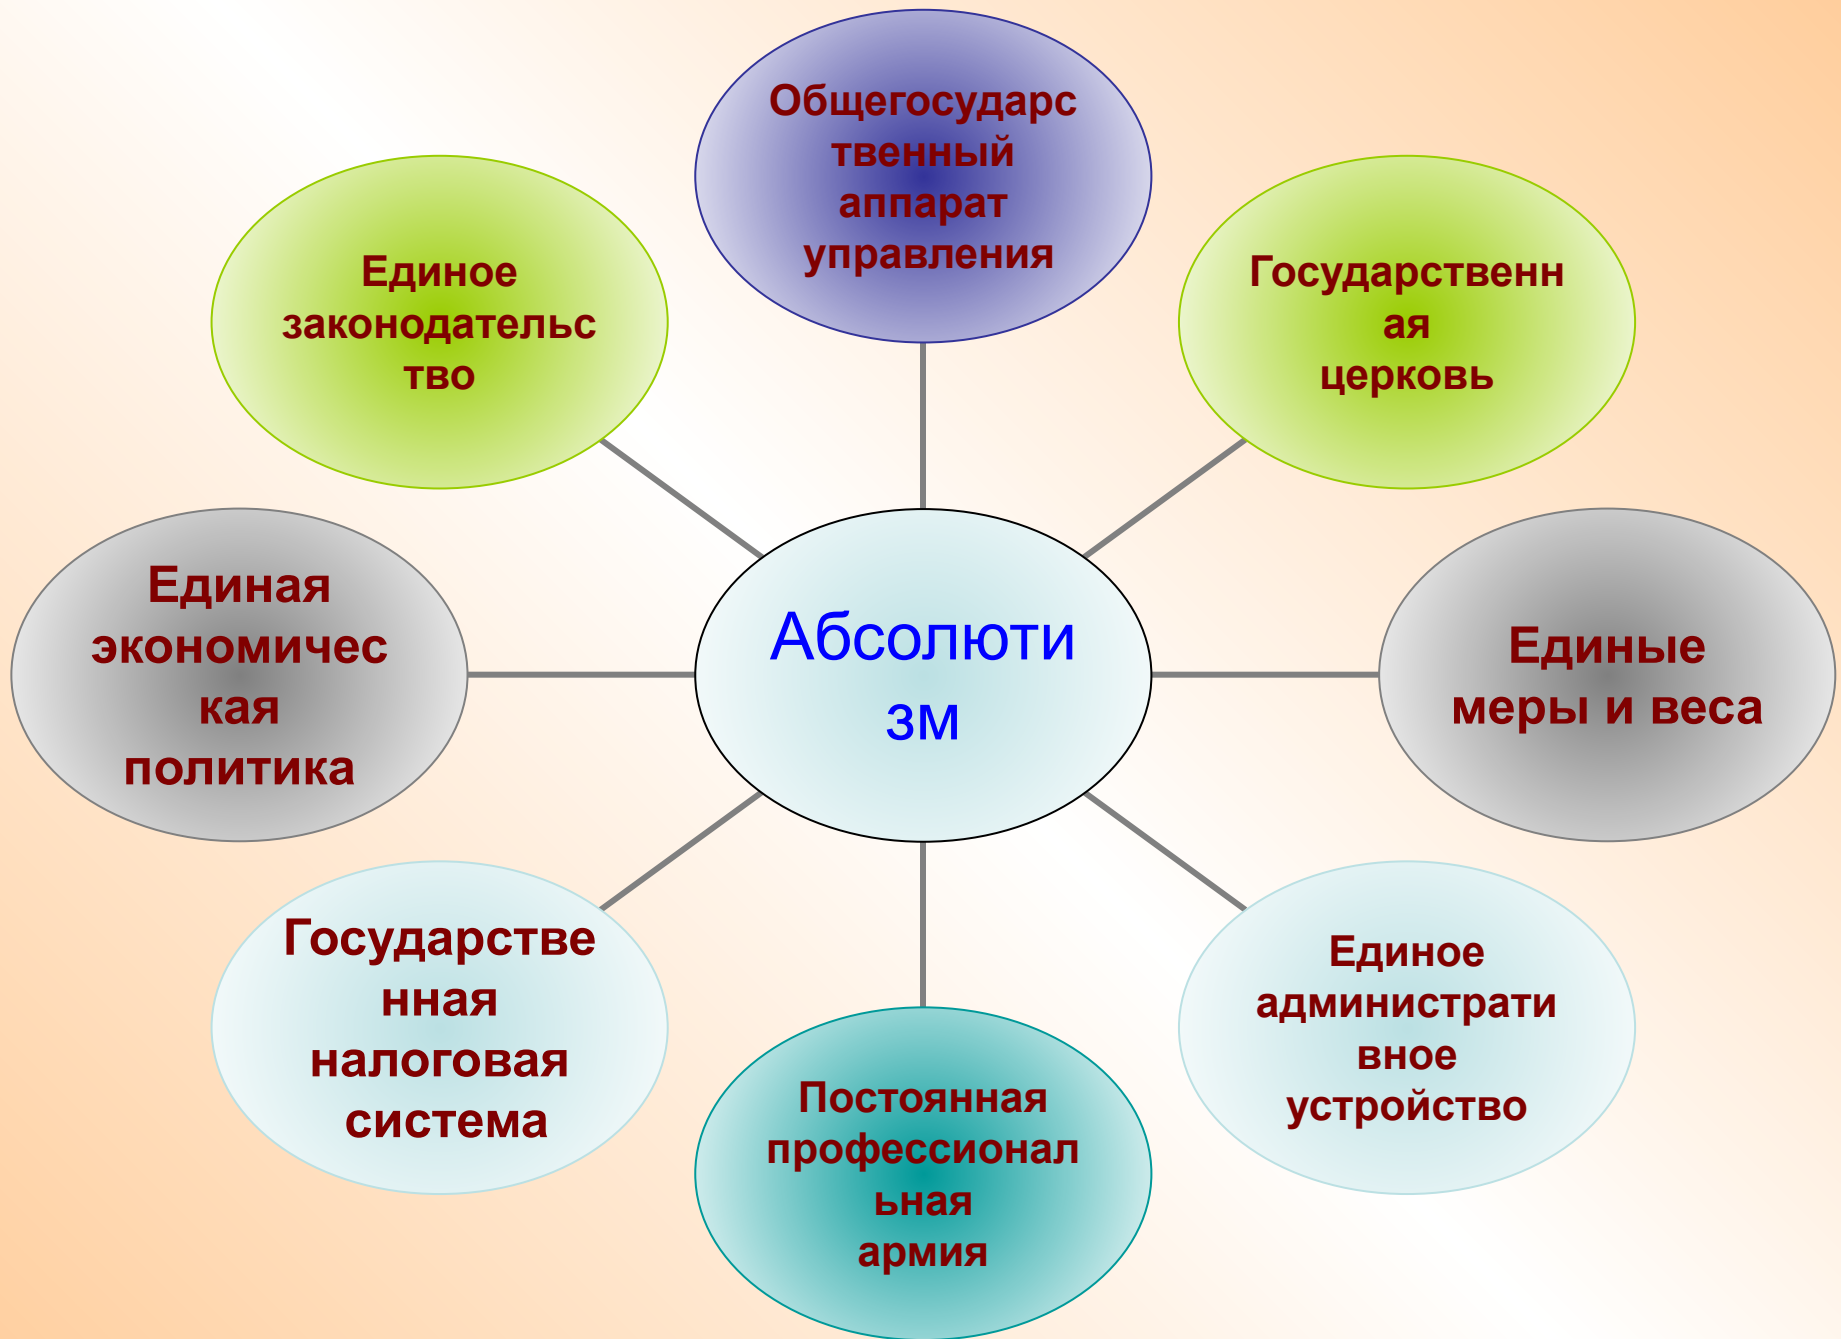 Общегосударс
твенный
аппарат
управления
Единое
законодательс
тво
Государственн
ая
церковь
Единая
экономичес
кая
политика
Абсолюти
зм
Единые
меры и веса
Государстве
нная
налоговая
система
Единое
администрати
вное
устройство
Постоянная
профессионал
ьная
армия